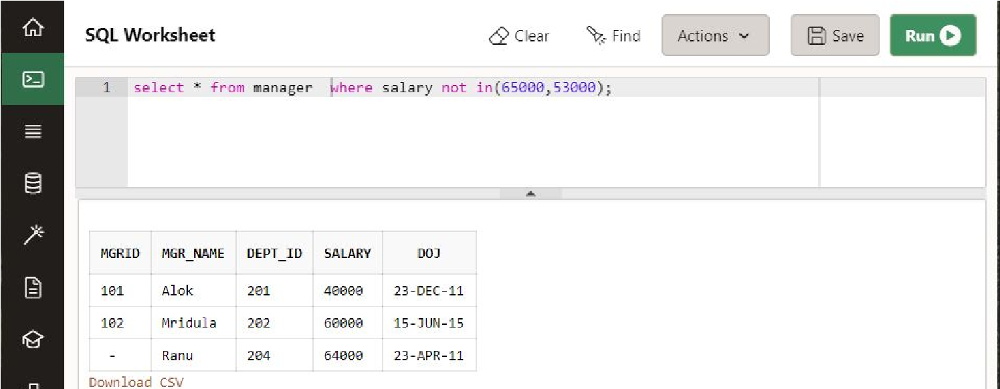 SQL Worksheet Clear Find Actions Save Run
1 select * from manager  where salary not in(65000,53000);
MGRID MGR_NAME DEPT_ID SALARY DOJ
101 Alok 201 40000 23-DEC-11
102 Mridula 202 60000 15-JUN-15
- Ranu 204 64000 23-APR-11
Download CSV